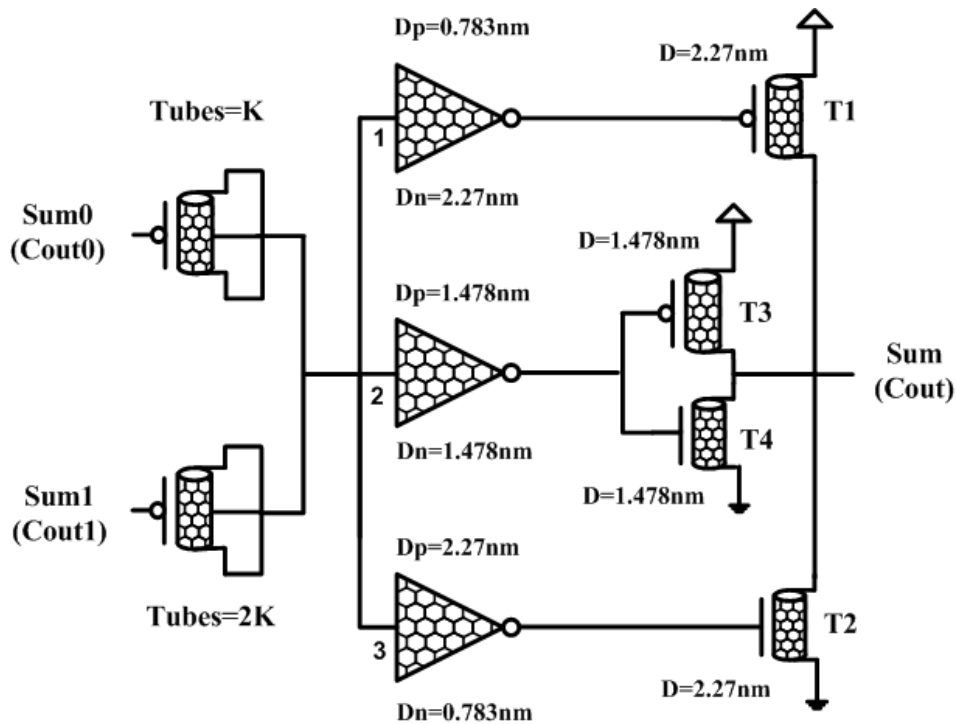 Dp=0.783nm
D=2.27nm
Tubes=K
1
T1
Dn=2.27nm
Sum0
(Cout0)
D=1.478nm
Dp=1.478nm
T3
Sum
(Cout)
2
T4
Dn=1.478nm
D=1.478nm
Sum1
(Cout1)
Dp=2.27nm
Tubes=2K
3
T2
D=2.27nm
Dn=0.783nm